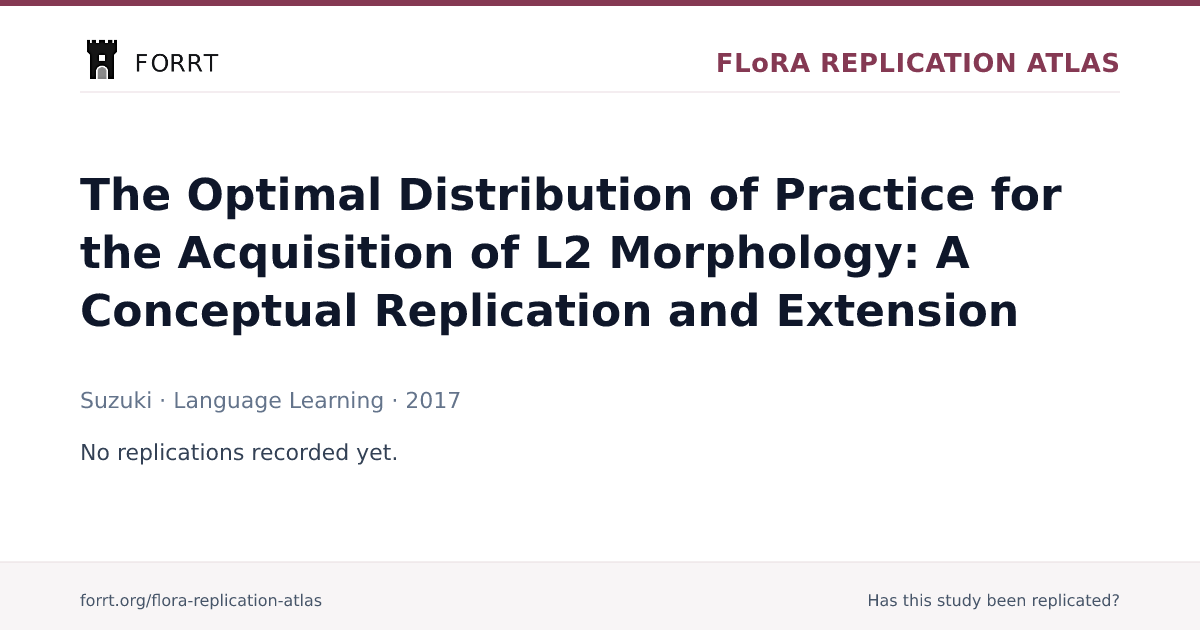 FORRT
FLoRA REPLICATION ATLAS
The Optimal Distribution of Practice for
the Acquisition of L2 Morphology: A
Conceptual Replication and Extension
Suzuki · Language Learning · 2017
No replications recorded yet.
forrt.org/flora-replication-atlas
Has this study been replicated?